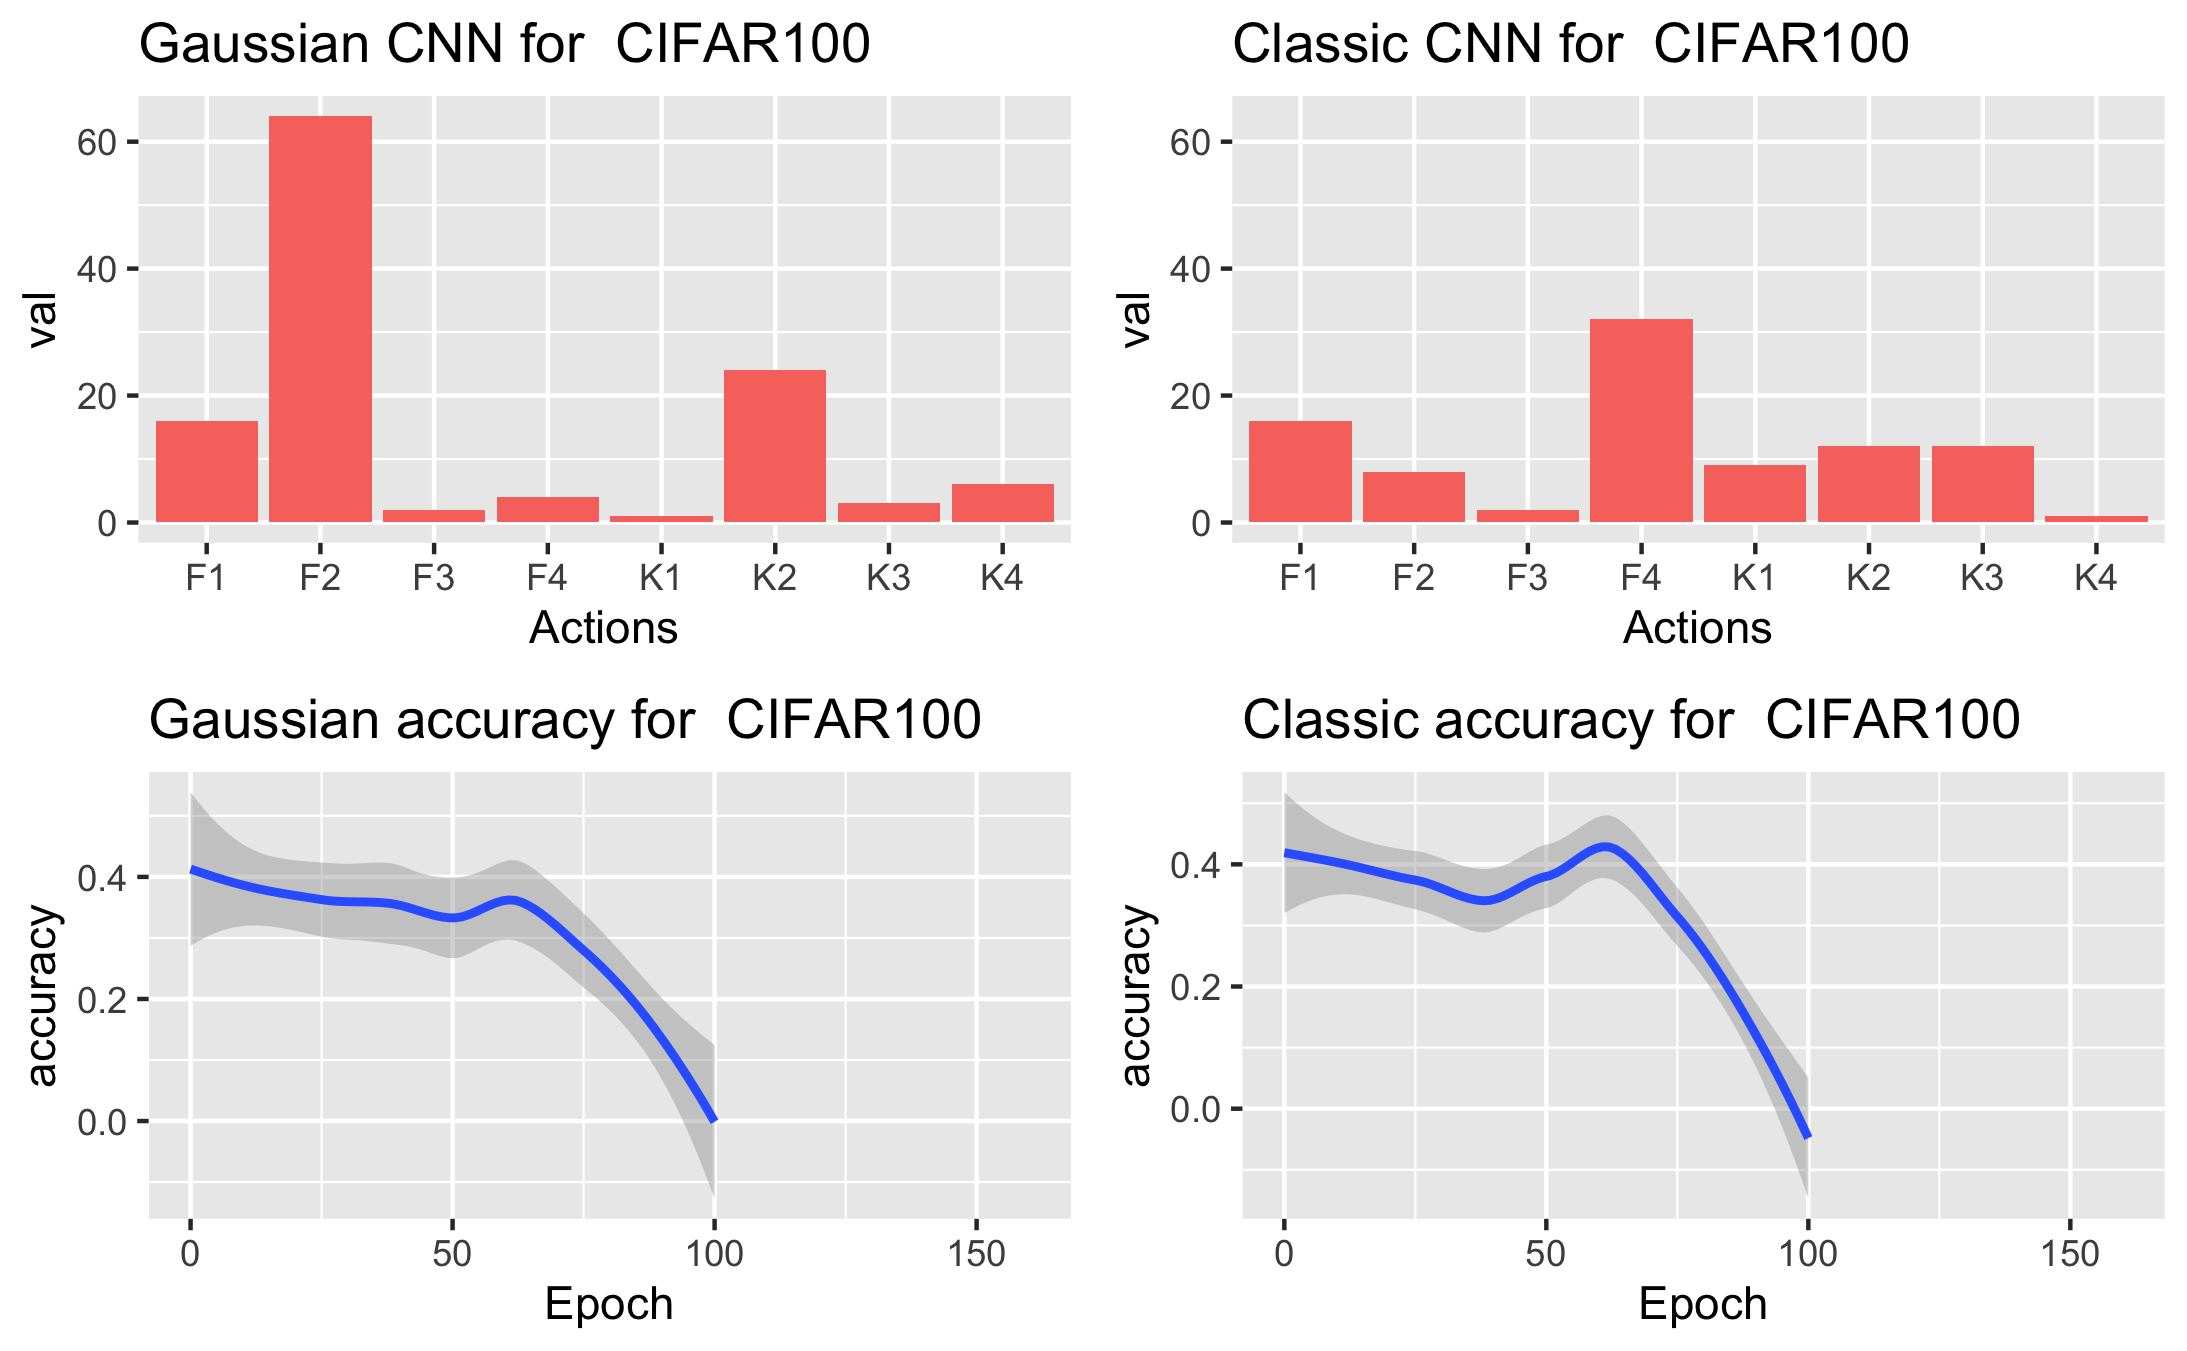 Gaussian CNN for  CIFAR100
60
40
20
0
val
F1 F2 F3 F4 K1 K2 K3 K4
Actions
Classic CNN for  CIFAR100
60
40
20
0
val
F1 F2 F3 F4 K1 K2 K3 K4
Actions
Gaussian accuracy for  CIFAR100
0.4
0.2
0.0
accuracy
0 50 100 150
Epoch
Classic accuracy for  CIFAR100
0.4
0.2
0.0
accuracy
0 50 100 150
Epoch